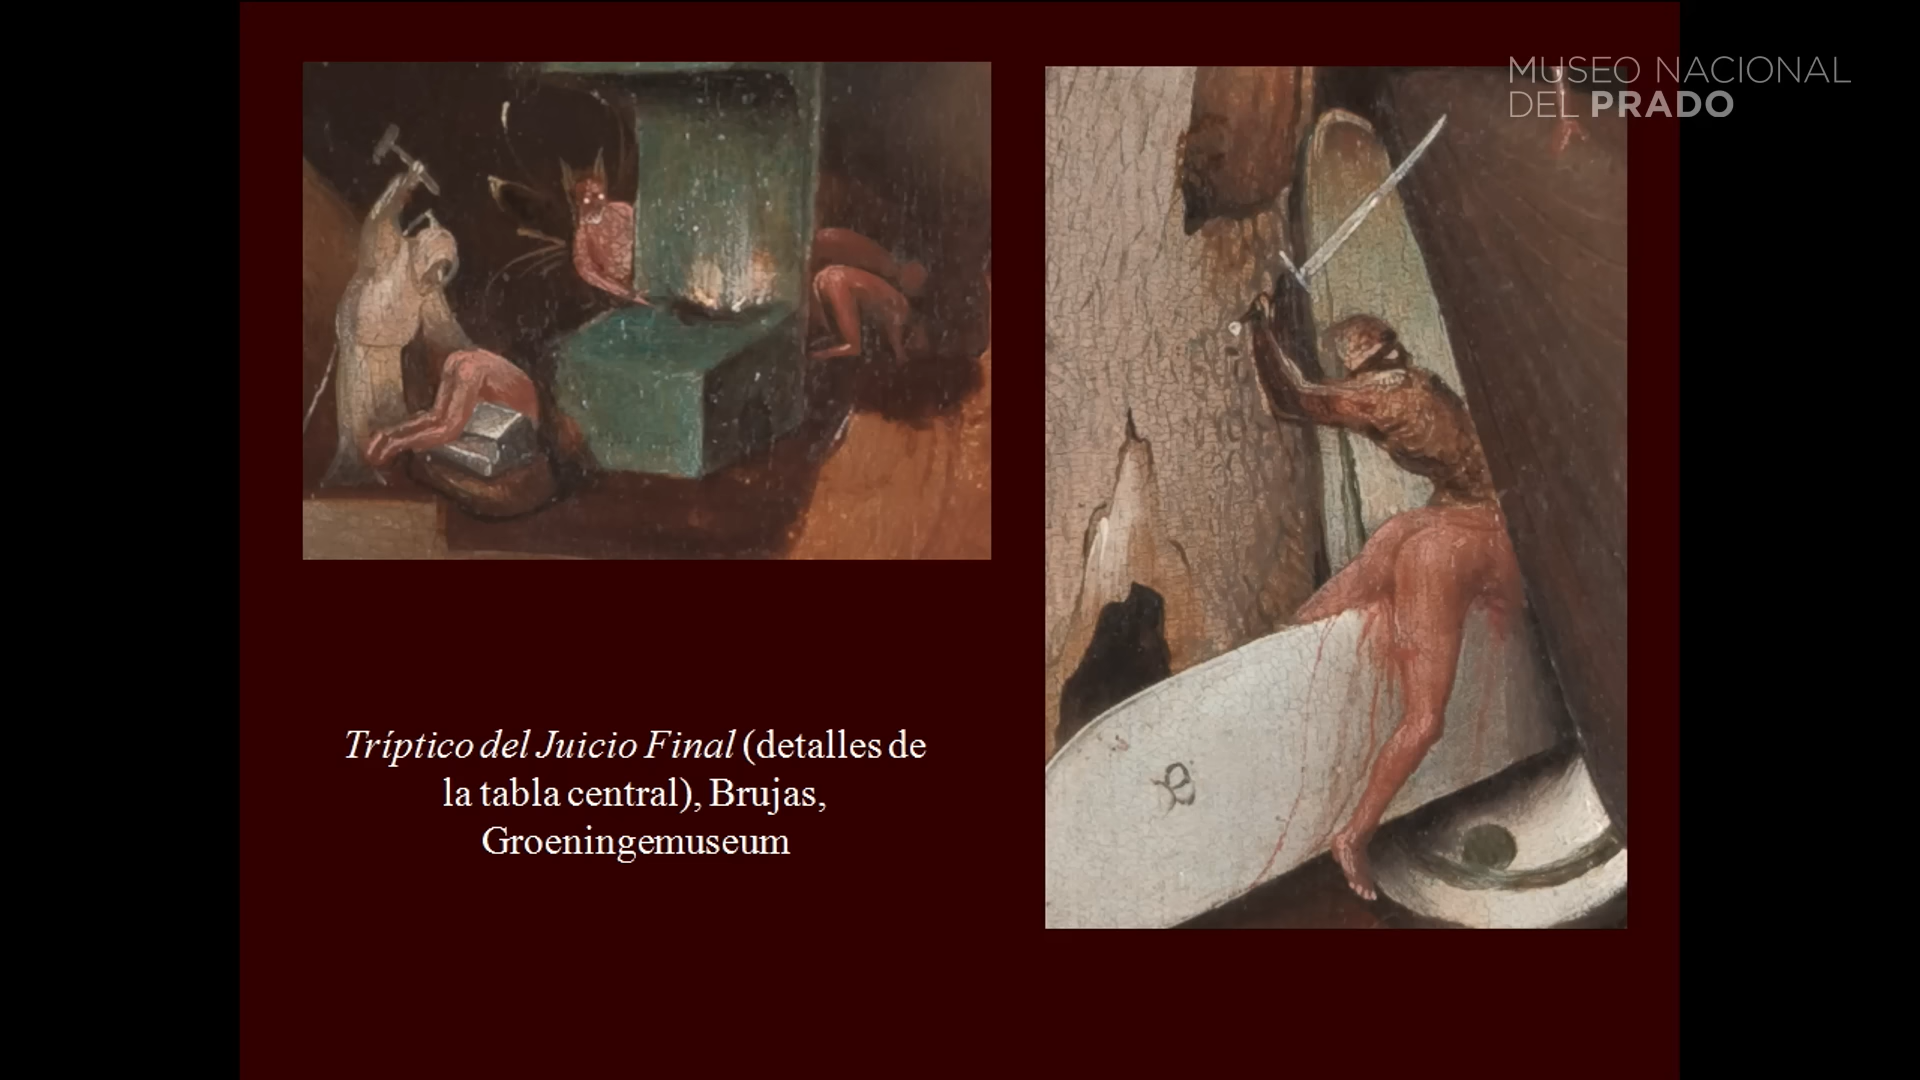 MUSEO NACIONAL
DEL PRADO
Tríptico del Juicio Final (detalles de
la tabla central), Brujas,
Groeningemuseum